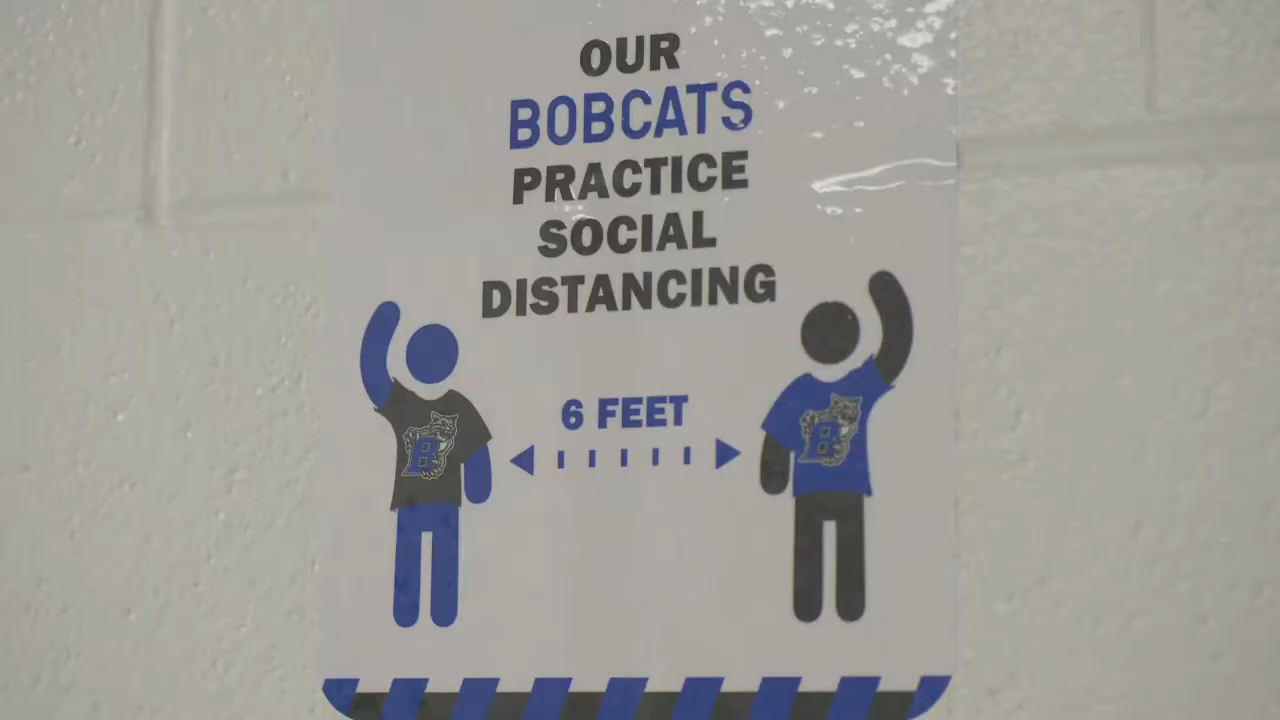 OUR
BOBCATS
PRACTICE
SOCIAL
DISTANCING
6 FEET
B
B